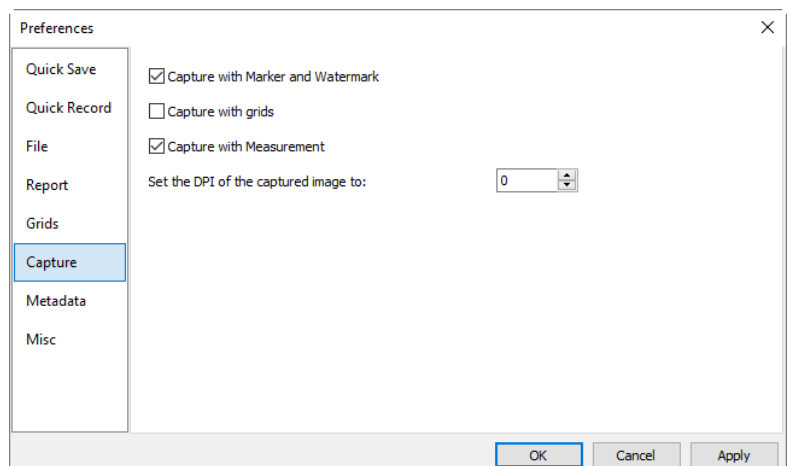 Preferences
Quick Save
Quick Record
File
Report
Grids
Capture
Metadata
Misc
Capture with Marker and Watermark
Capture with grids
Capture with Measurement
Set the DPI of the captured image to: 0
OK Cancel Apply